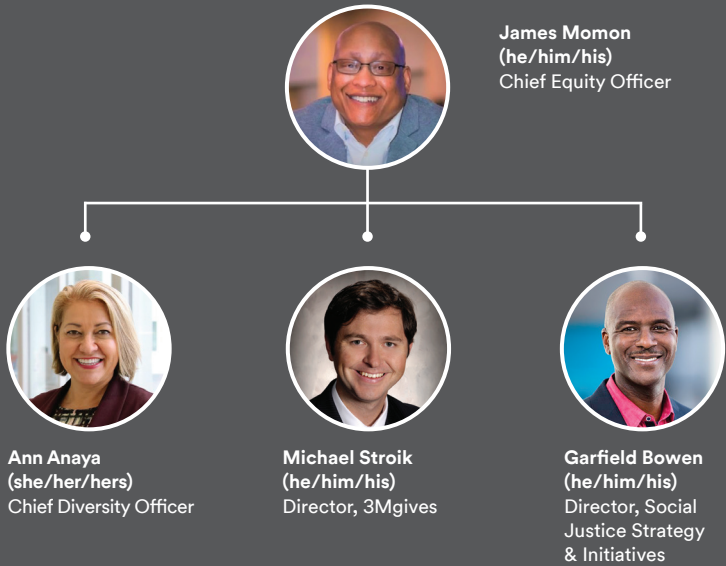 James Momon
(he/him/his)
Chief Equity Officer
Ann Anaya
(she/her/hers)
Chief Diversity Officer
Michael Stroik
(he/him/his)
Director, 3Mgives
Garfield Bowen
(he/him/his)
Director, Social
Justice Strategy
& Initiatives